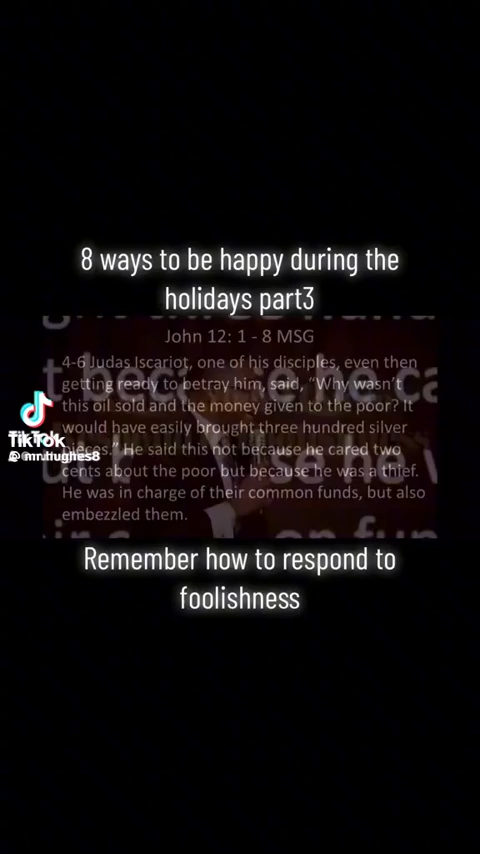 8 ways to be happy during the
holidays part3
John 12: 1 - 8 MSG
4-6 Judas Iscariot, one of his disciples, even then
getting ready to betray him, said, “Why wasn’t
this oil sold and the money given to the poor? It
would have easily brought three hundred silver
pieces.” He said this not because he cared two
cents about the poor but because he was a thief.
He was in charge of their common funds, but also
embezzled them.
TikTok
@mr.hughes8
Remember how to respond to
foolishness